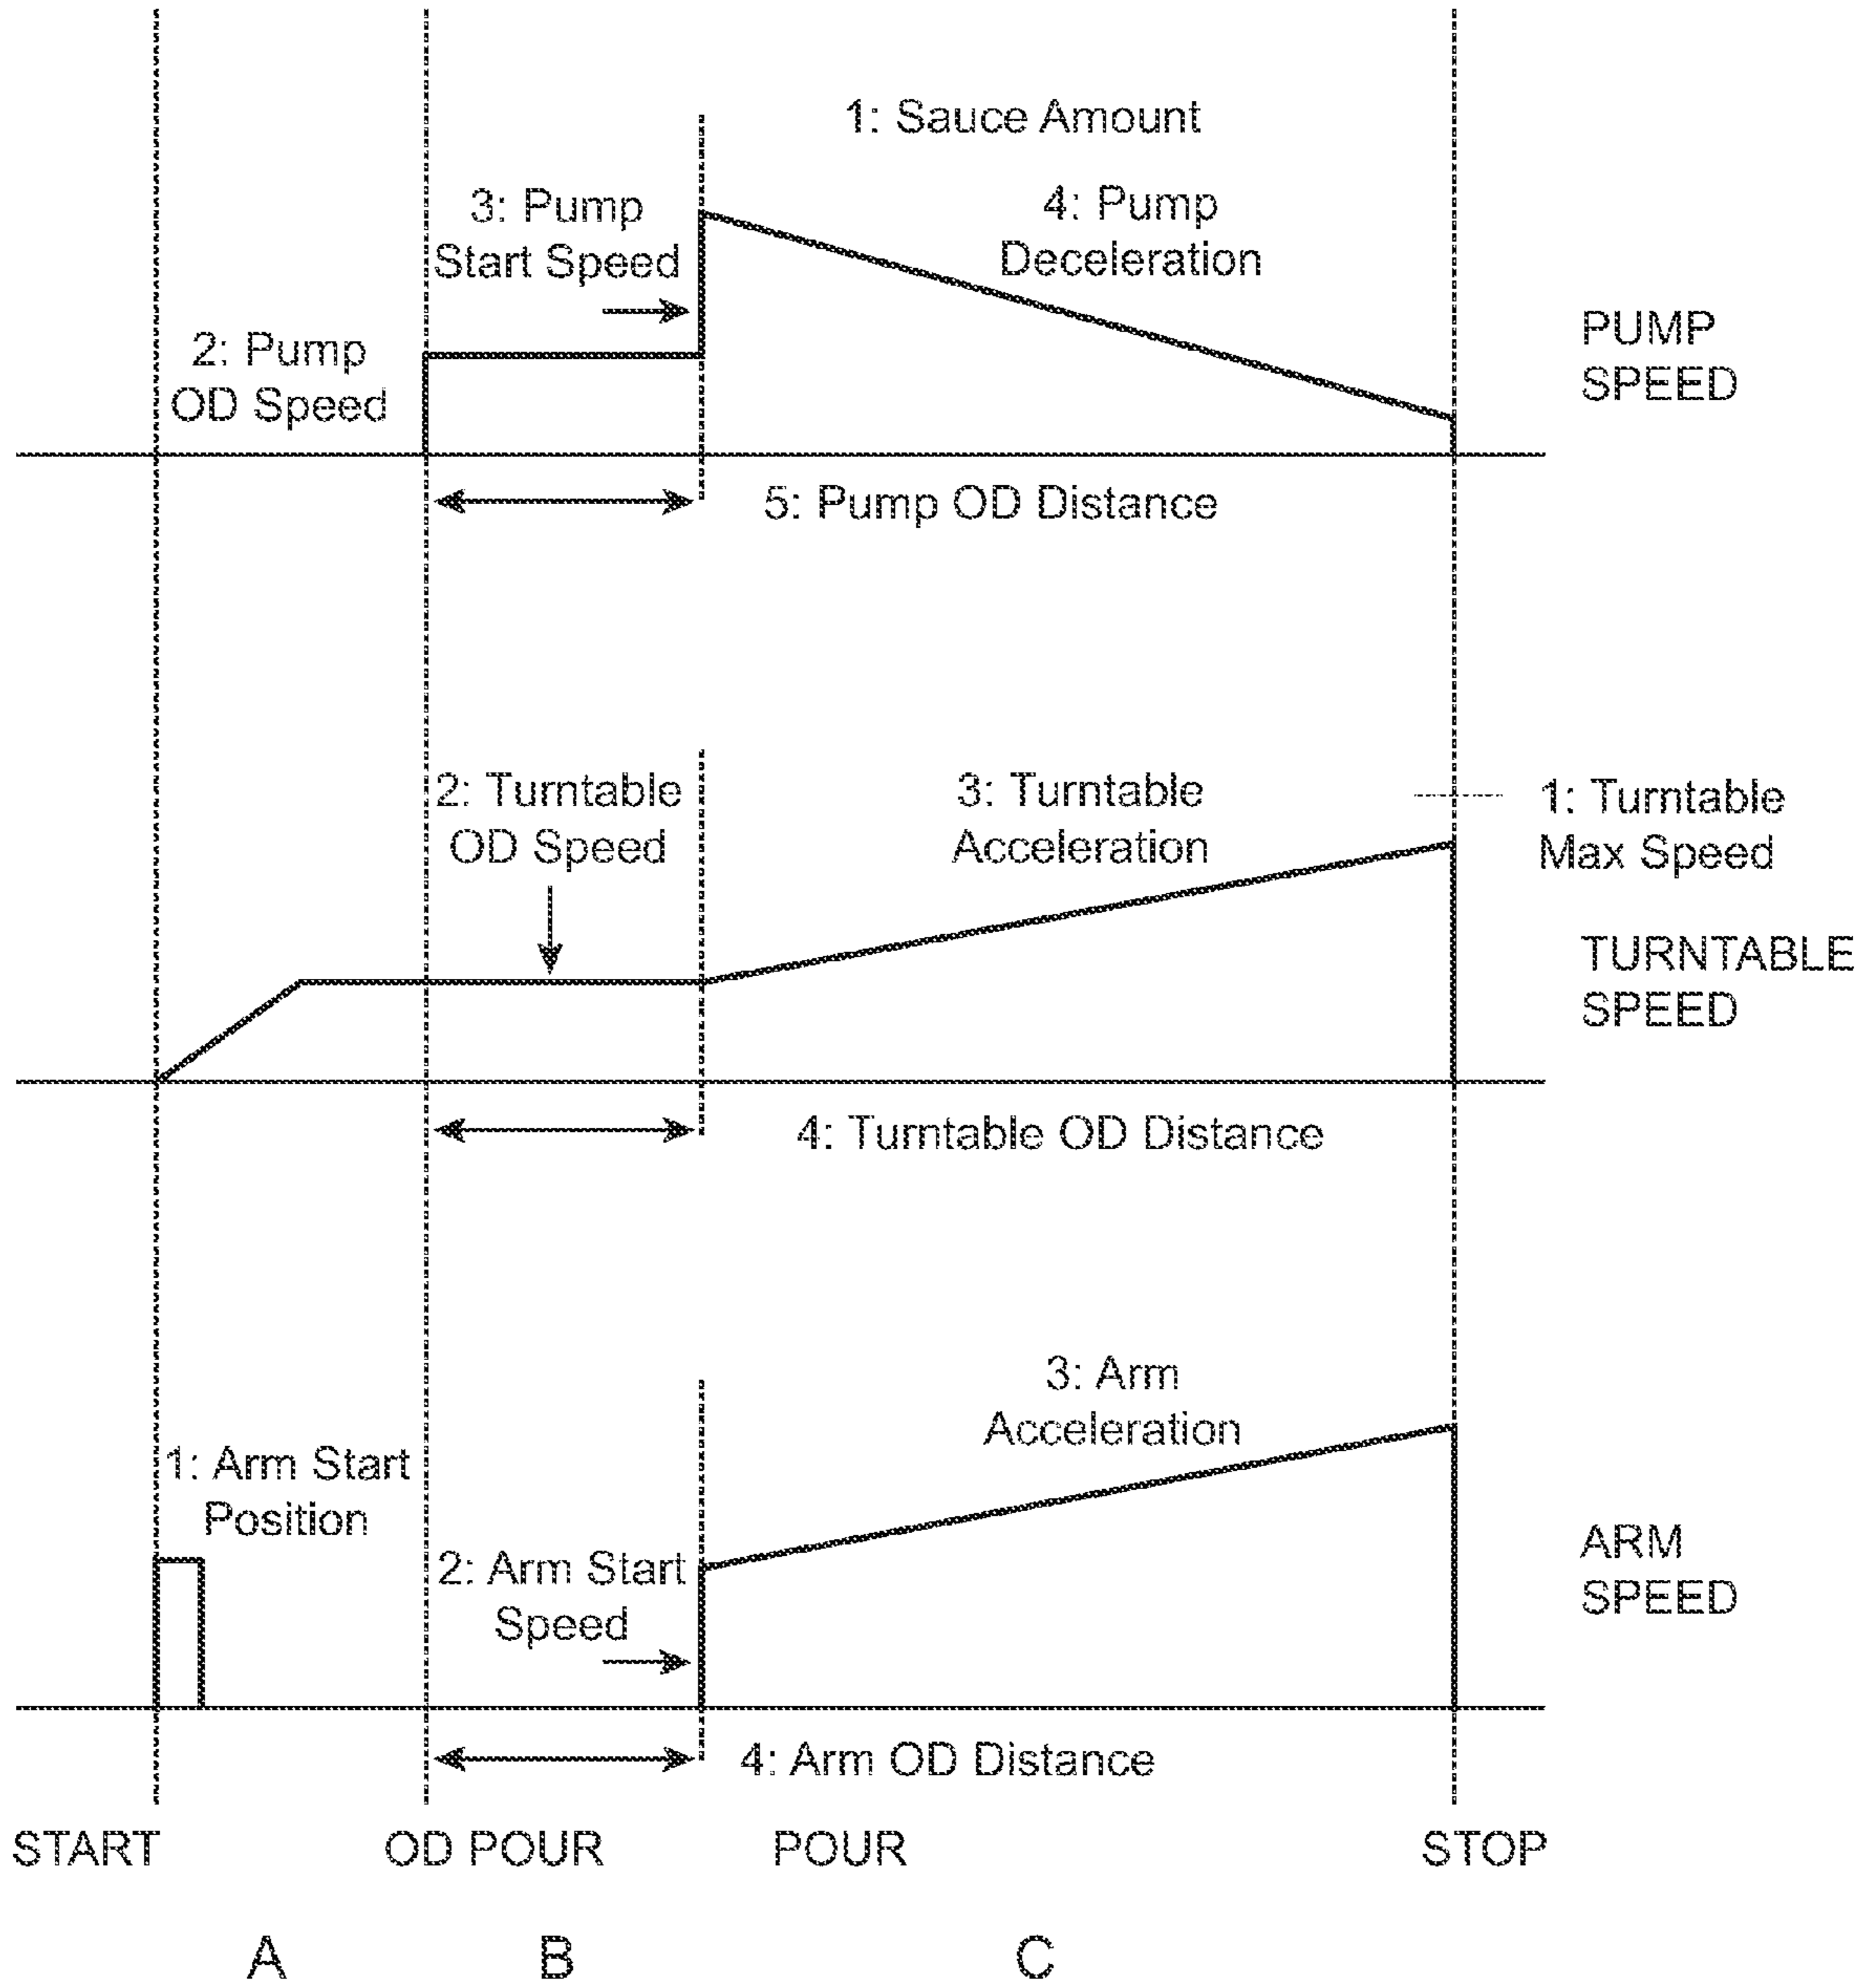 1: Sauce Amount
3: Pump
Start Speed
4: Pump
Deceleration
2: Pump
OD Speed
PUMP
SPEED
5: Pump OD Distance
2: Turntable
OD Speed
3: Turntable
Acceleration
1: Turntable
Max Speed
TURNTABLE
SPEED
4: Turntable OD Distance
3: Arm
Acceleration
1: Arm Start
Position
2: Arm Start
Speed
ARM
SPEED
4: Arm OD Distance
START
OD POUR
POUR
STOP
A
B
C